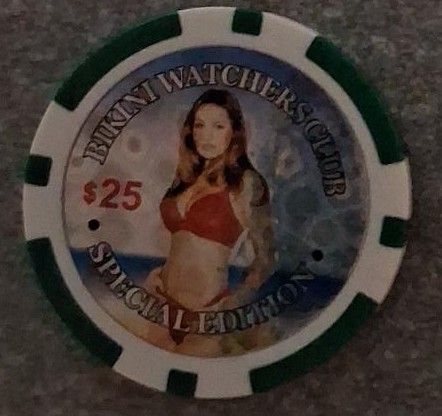 BIKINI WATCHERS CLUB
$25
SPECIAL EDITION